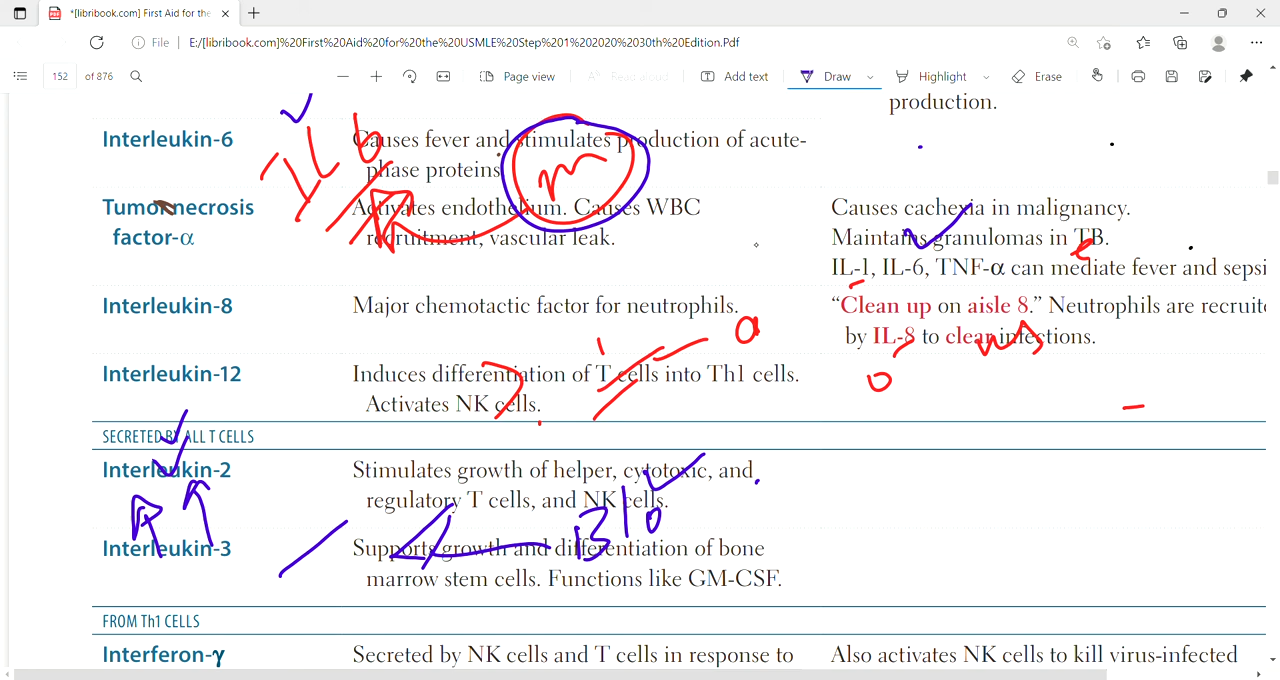 *[libribook.com] First Aid for the
File
E:/[libribook.com]%20First%20Aid%20for%20the%20USMLE%20Step%201%202020%2030th%20Edition.Pdf
152 of 876
Page view
Read aloud
Add text
Draw
Highlight
Erase
production.
Interleukin-6
Causes fever and stimulates production of acute-
phase proteins
IL6
m
Tumor necrosis
factor-α
Activates endothelium. Causes WBC
recruitment, vascular leak.
Causes cachexia in malignancy.
Maintains granulomas in TB.
IL-1, IL-6, TNF-α can mediate fever and sepsi
Interleukin-8
Major chemotactic factor for neutrophils.
“Clean up on aisle 8.” Neutrophils are recruite
by IL-8 to clear infections.
Interleukin-12
Induces differentiation of T cells into Th1 cells.
Activates NK cells.
SECRETED BY ALL T CELLS
Interleukin-2
Stimulates growth of helper, cytotoxic, and
regulatory T cells, and NK cells.
Interleukin-3
Supports growth and differentiation of bone
marrow stem cells. Functions like GM-CSF.
FROM Th1 CELLS
Interferon-γ
Secreted by NK cells and T cells in response to
Also activates NK cells to kill virus-infected